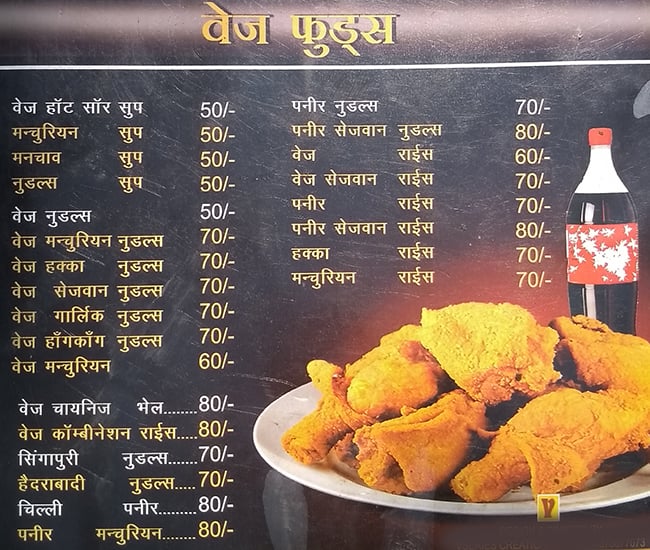 वेज फुड्स
वेज हॉट सॉर सुप 50/-
मन्चुरियन सुप 50/-
मनचाव सुप 50/-
नुडल्स सुप 50/-
वेज नुडल्स 50/-
वेज मन्चुरियन नुडल्स 70/-
वेज हक्का नुडल्स 70/-
वेज सेजवान नुडल्स 70/-
वेज गार्लिक नुडल्स 70/-
वेज हाँगकाँग नुडल्स 70/-
वेज मन्चुरियन 60/-
वेज चायनिज भेल........80/-
वेज कॉम्बीनेशन राईस....80/-
सिंगापुरी नुडल्स......70/-
हैदराबादी नुडल्स.....70/-
चिल्ली पनीर........80/-
पनीर मन्चुरियन.......80/-
पनीर नुडल्स 70/-
पनीर सेजवान नुडल्स 80/-
वेज राईस 60/-
वेज सेजवान राईस 70/-
पनीर राईस 70/-
पनीर सेजवान राईस 80/-
हक्का राईस 70/-
मन्चुरियन राईस 70/-